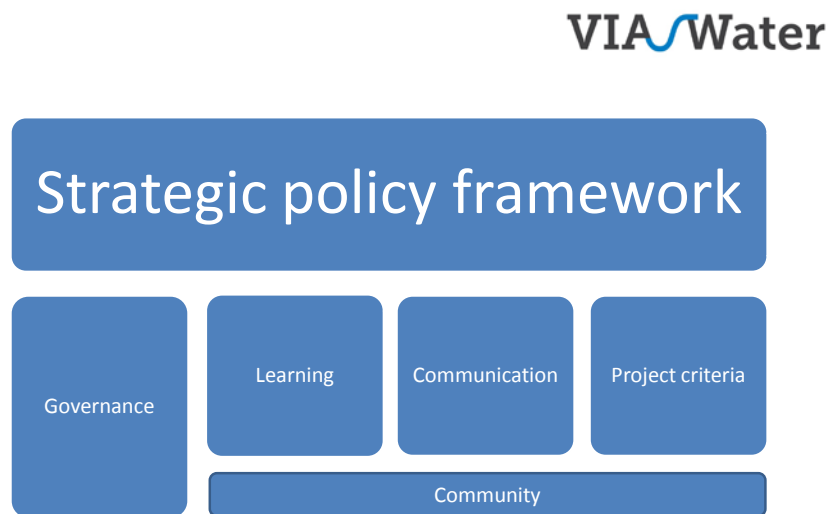 VIA Water
Strategic policy framework
Learning
Communication
Project criteria
Governance
Community